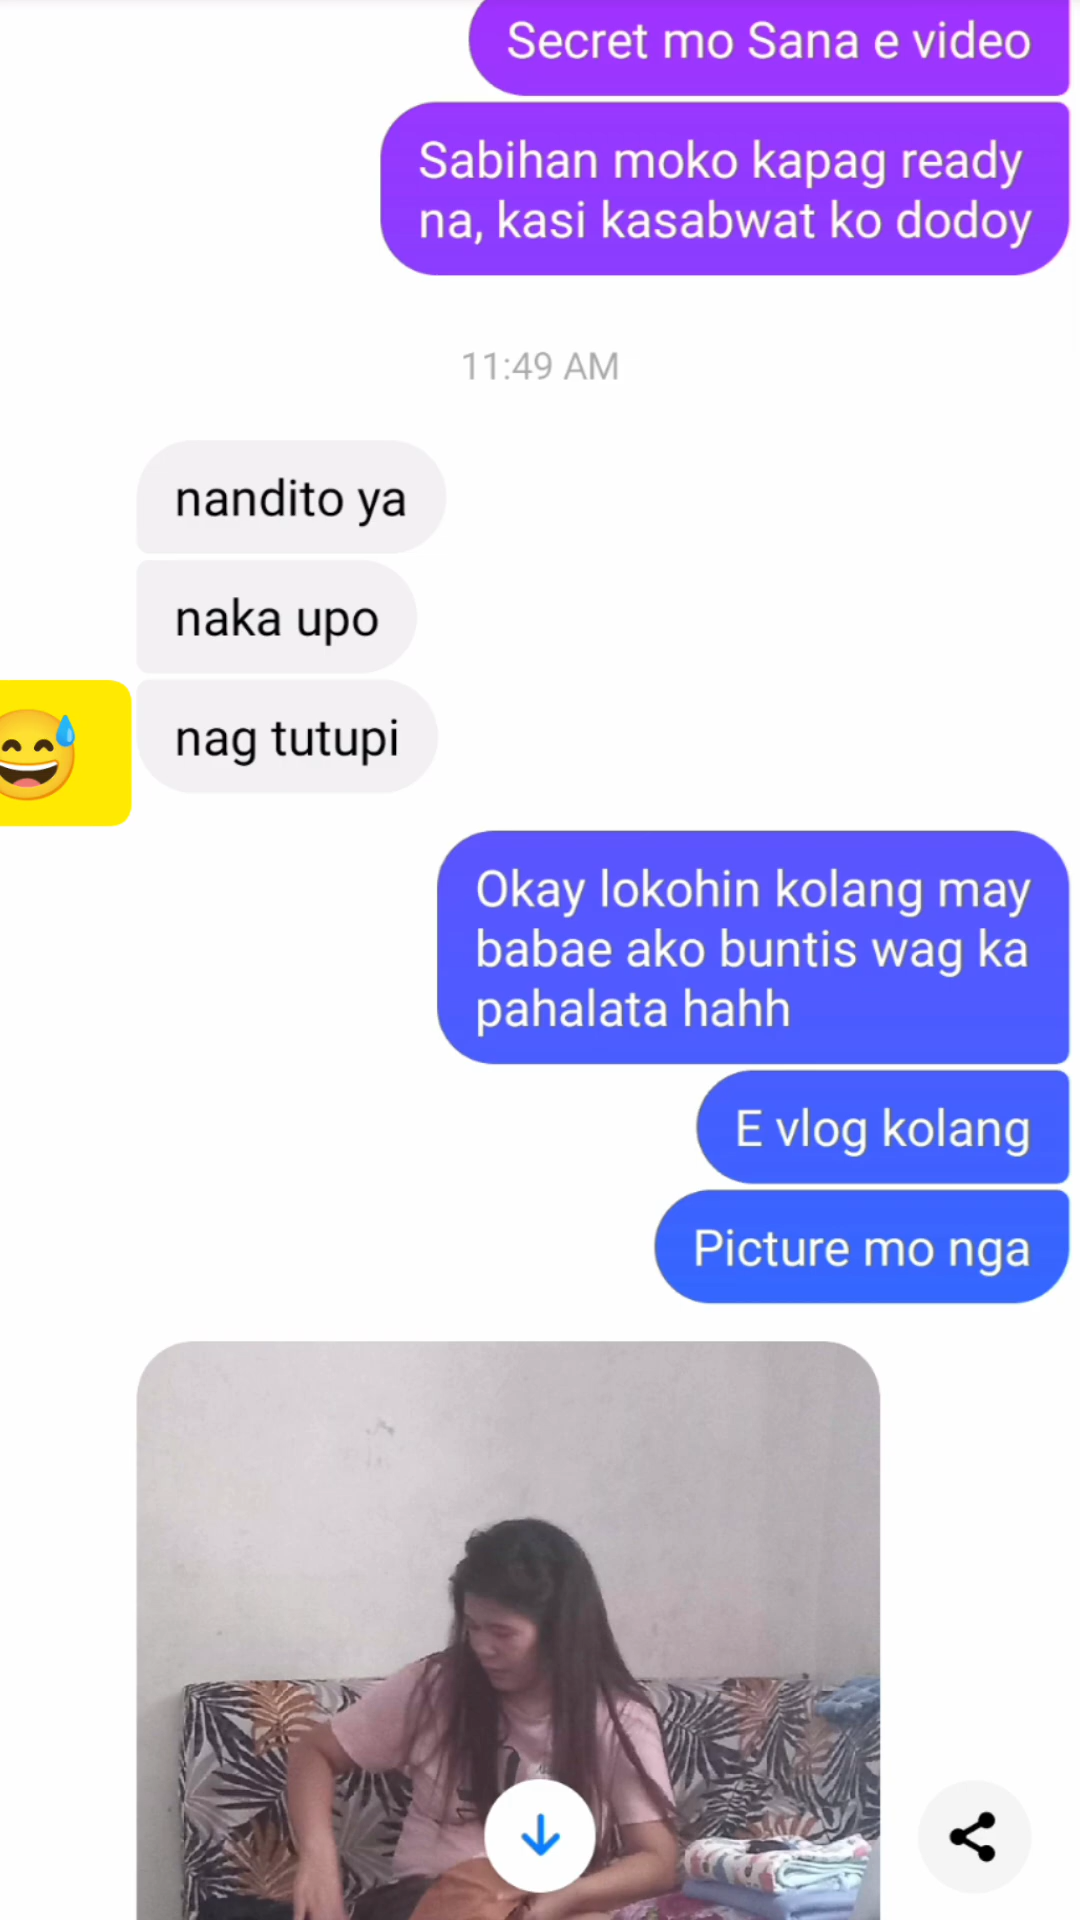 Secret mo Sana e video
Sabihan moko kapag ready
na, kasi kasabwat ko dodoy
11:49 AM
nandito ya
naka upo
nag tutupi
Okay lokohin kolang may
babae ako buntis wag ka
pahalata hahh
E vlog kolang
Picture mo nga